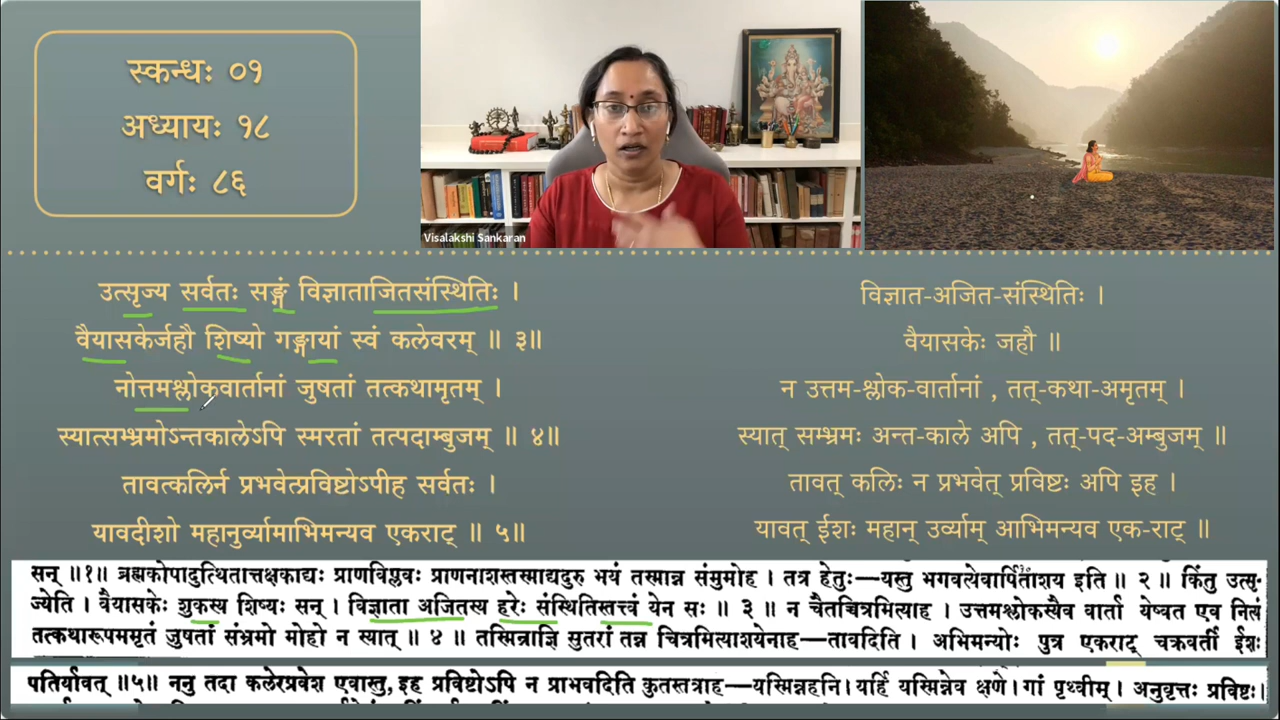 स्कन्धः ०१
अध्यायः १८
वर्गः ८६
Visalakshi Sankaran
उत्सृज्य सर्वतः सङ्गं विज्ञाताजितसंस्थितिः ।
वैयासकेर्जहौ शिष्यो गङ्गायां स्वं कलेवरम् ॥ ३॥
नोत्तमश्लोकवार्तानां जुषतां तत्कथामृतम् ।
स्यात्सम्भ्रमोऽन्तकालेऽपि स्मरतां तत्पदाम्बुजम् ॥ ४॥
तावत्कलिर्न प्रभवेत्प्रविष्टोऽपीह सर्वतः ।
यावदीशो महानुर्व्यामाभिमन्यव एकराट् ॥ ५॥
विज्ञात-अजित-संस्थितिः ।
वैयासकेः जहौ ॥
न उत्तम-श्लोक-वार्तानां , तत्-कथा-अमृतम् ।
स्यात् सम्भ्रमः अन्त-काले अपि , तत्-पद-अम्बुजम् ॥
तावत् कलिः न प्रभवेत् प्रविष्टः अपि इह ।
यावत् ईशः महान् उर्व्याम् आभिमन्यव एक-राट् ॥
सन् ॥१॥ ब्रह्मकोपादुत्थितात्तक्षकाद्यः प्राणविप्लवः प्राणनाशस्तस्माद्यदुरु भयं तस्मान्न संमुमोह । तत्र हेतुः—यस्तु भगवत्येवार्पिताशय इति ॥ २ ॥ किंतु उत्सृ-
ज्येति । वैयासकेः शुकस्य शिष्यः सन् । विज्ञाता अजितस्य हरेः संस्थितिस्तत्त्वं येन सः ॥ ३ ॥ न चैतच्चित्रमित्याह । उत्तमश्लोकस्यैव वार्ता येष्वत एव नित्यं
तत्कथारूपममृतं जुषतां संभ्रमो मोहो न स्यात् ॥ ४ ॥ तस्मिन्राज्ञि सुतरां तन्न चित्रमित्याशयेनाह—तावदिति । अभिमन्योः पुत्र एकराट् चक्रवर्ती ईशः
पतिर्यावत् ॥५॥ ननु तदा कलेरप्रवेश एवास्तु, इह प्रविष्टोऽपि न प्राभवदिति कुतस्तत्राह—यस्मिन्नहनि। यर्हि यस्मिन्नेव क्षणे। गां पृथ्वीम् । अनुवृत्तः प्रविष्टः।